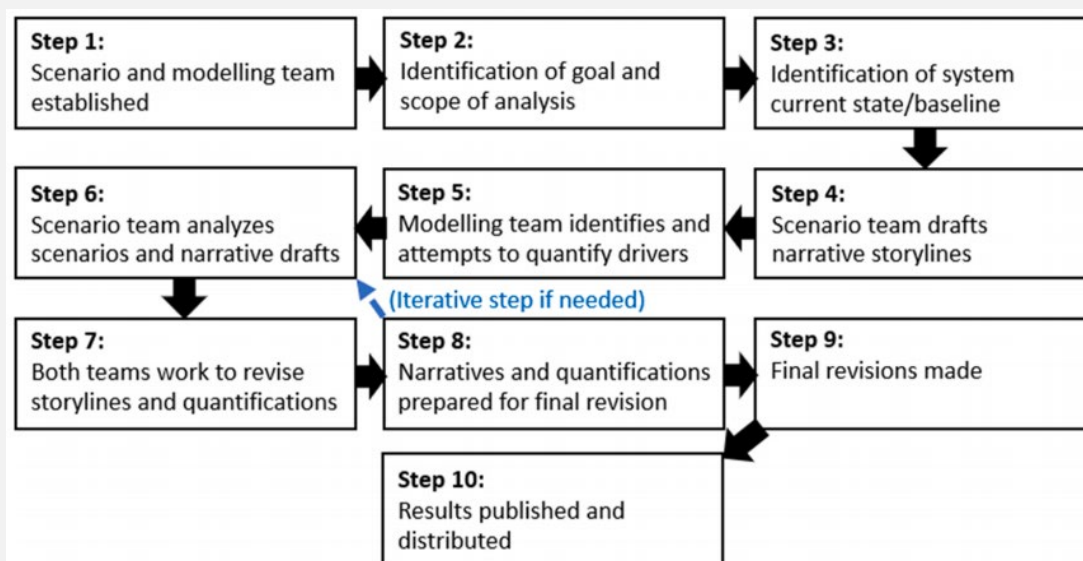 Step 1:
Scenario and modelling team
established
Step 2:
Identification of goal and
scope of analysis
Step 3:
Identification of system
current state/baseline
Step 4:
Scenario team drafts
narrative storylines
Step 5:
Modelling team identifies and
attempts to quantify drivers
Step 6:
Scenario team analyzes
scenarios and narrative drafts
(Iterative step if needed)
Step 7:
Both teams work to revise
storylines and quantifications
Step 8:
Narratives and quantifications
prepared for final revision
Step 9:
Final revisions made
Step 10:
Results published and
distributed